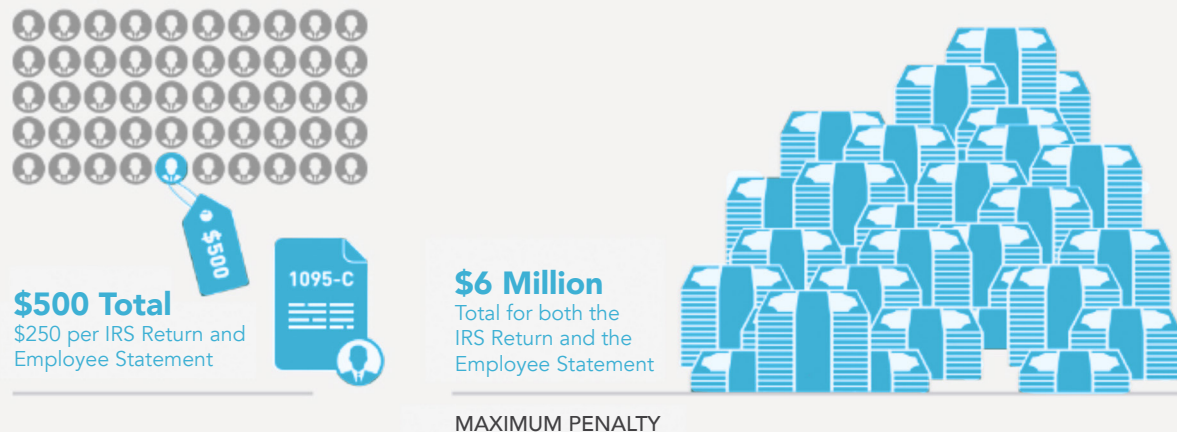 $500
1095-C
$500 Total
$250 per IRS Return and
Employee Statement
$6 Million
Total for both the
IRS Return and the
Employee Statement
MAXIMUM PENALTY